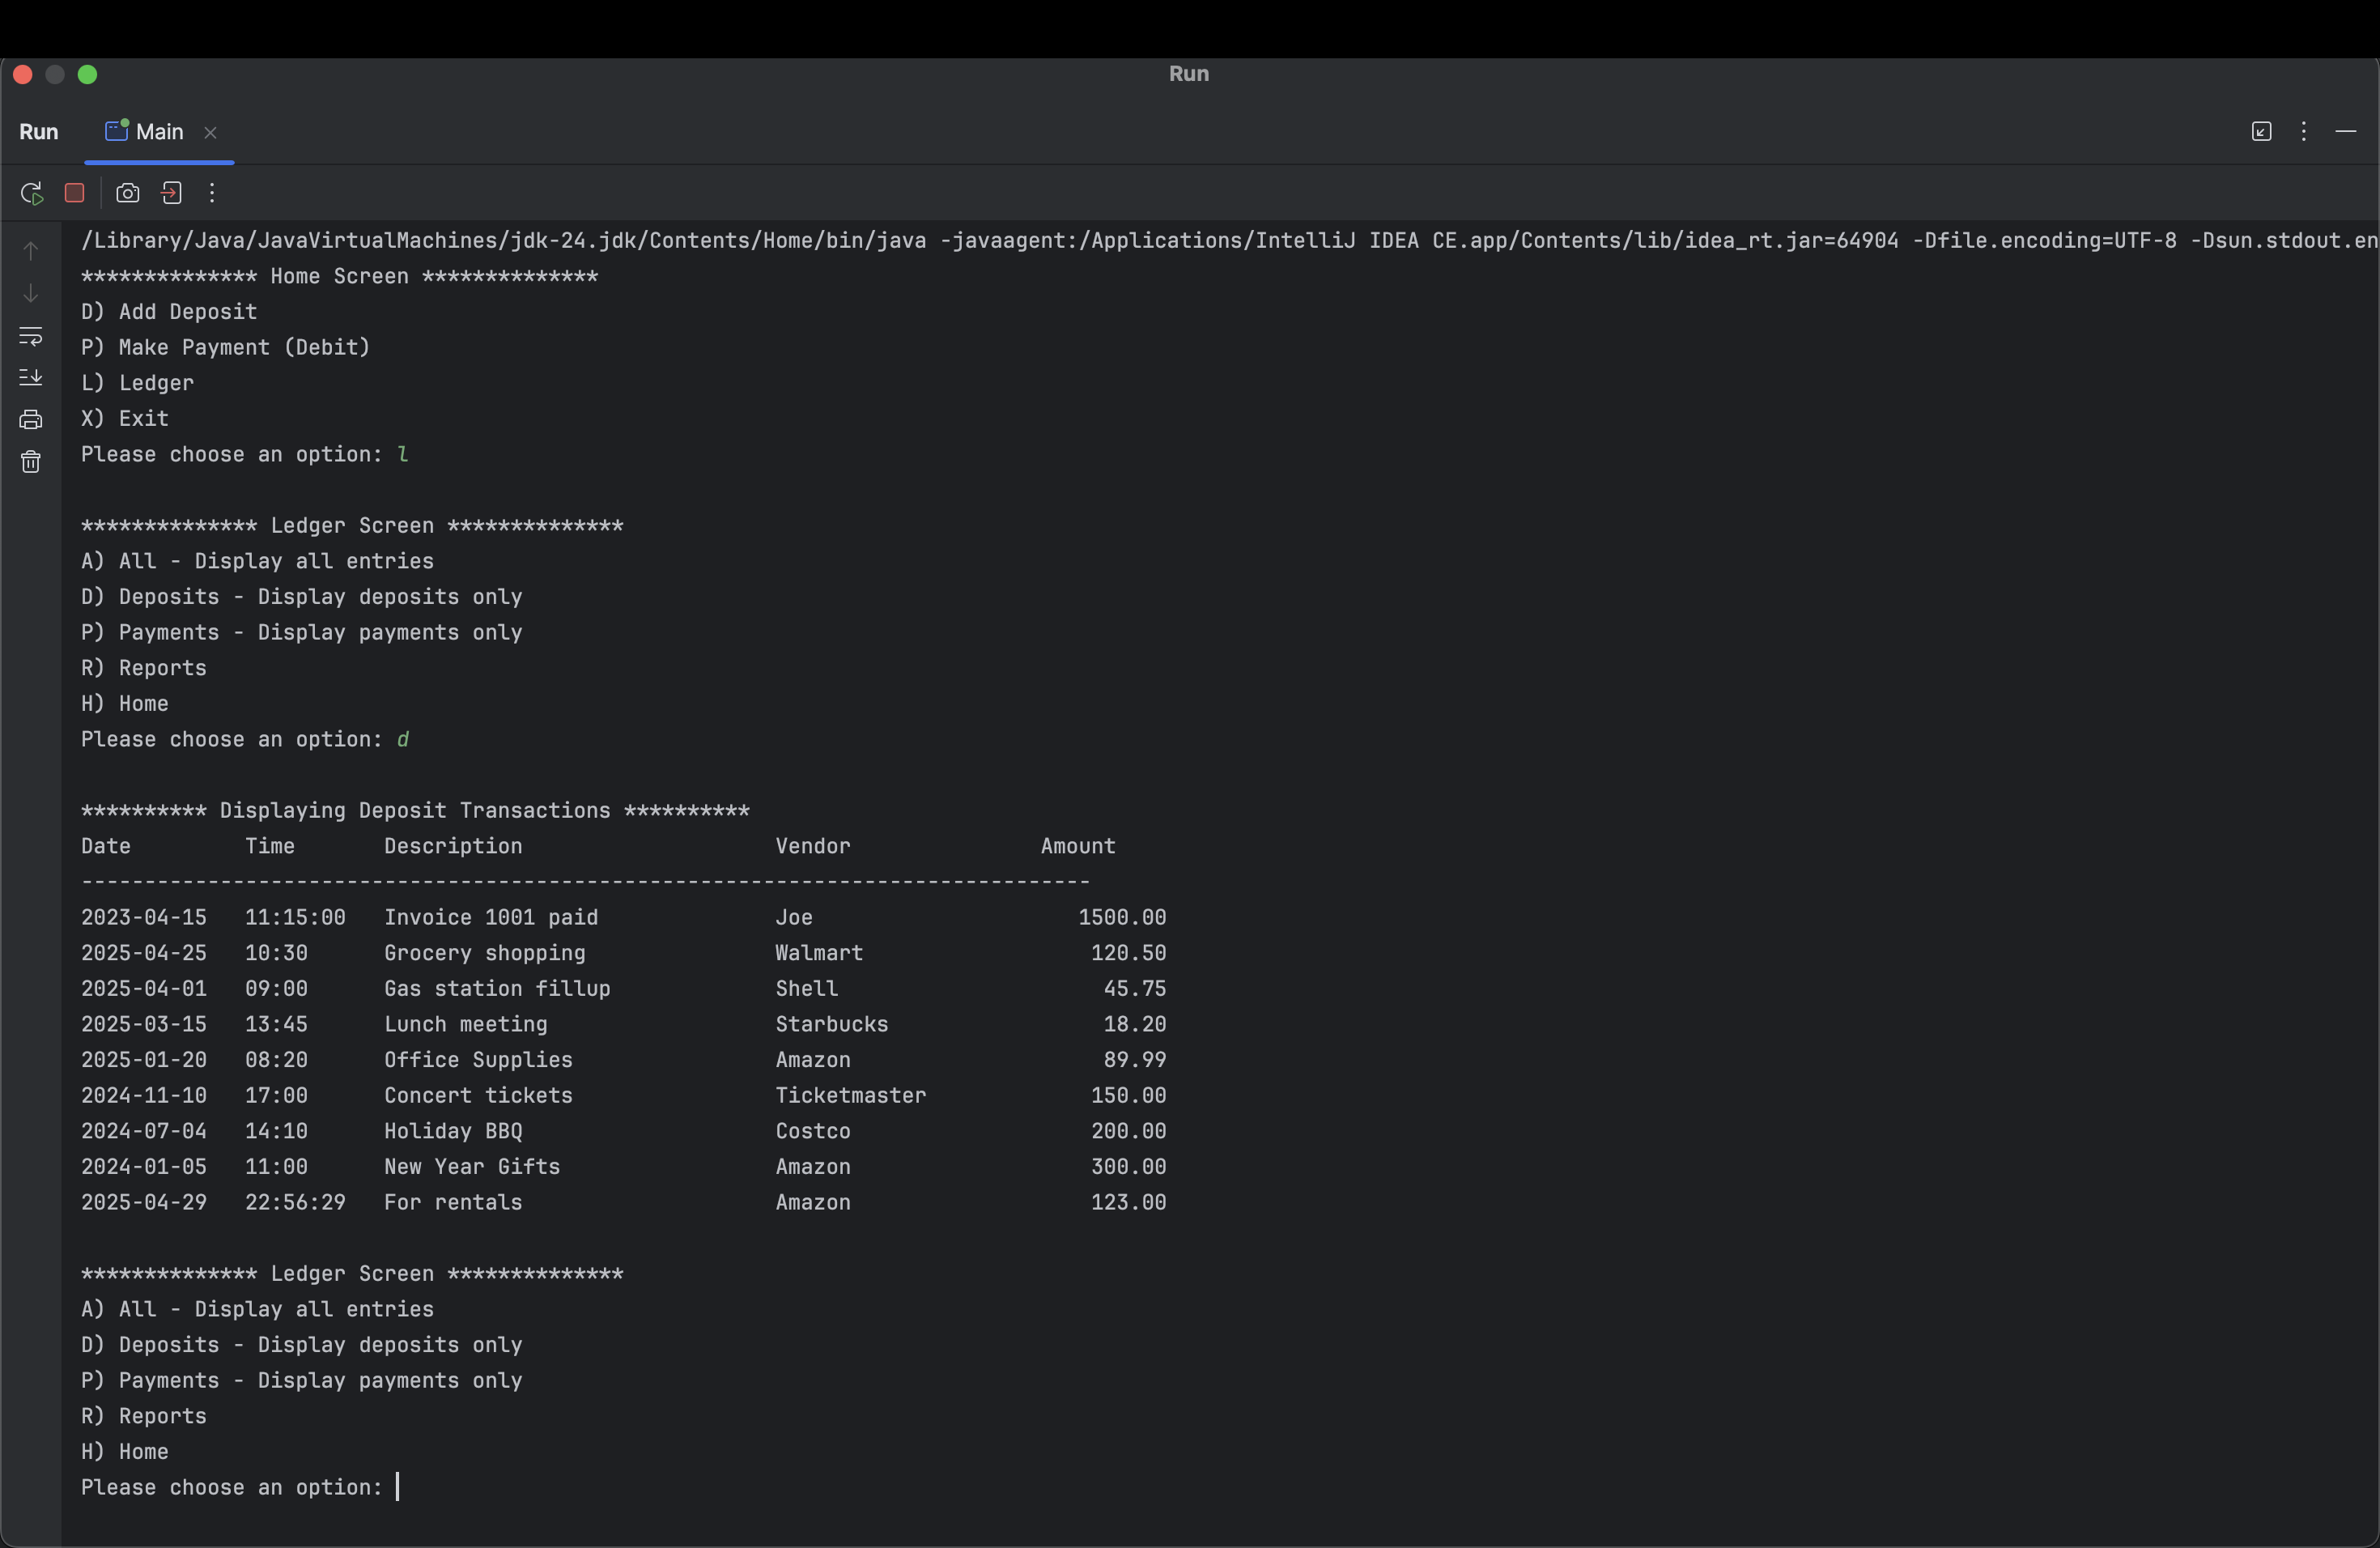 Run
Run Main
/Library/Java/JavaVirtualMachines/jdk-24.jdk/Contents/Home/bin/java -javaagent:/Applications/IntelliJ IDEA CE.app/Contents/lib/idea_rt.jar=64904 -Dfile.encoding=UTF-8 -Dsun.stdout.en
************** Home Screen **************
D) Add Deposit
P) Make Payment (Debit)
L) Ledger
X) Exit
Please choose an option: l
************** Ledger Screen **************
A) All - Display all entries
D) Deposits - Display deposits only
P) Payments - Display payments only
R) Reports
H) Home
Please choose an option: d
********** Displaying Deposit Transactions **********
Date         Time       Description                    Vendor               Amount
--------------------------------------------------------------------------------
2023-04-15   11:15:00   Invoice 1001 paid              Joe                     1500.00
2025-04-25   10:30      Grocery shopping               Walmart                  120.50
2025-04-01   09:00      Gas station fillup             Shell                     45.75
2025-03-15   13:45      Lunch meeting                  Starbucks                 18.20
2025-01-20   08:20      Office Supplies                Amazon                    89.99
2024-11-10   17:00      Concert tickets                Ticketmaster             150.00
2024-07-04   14:10      Holiday BBQ                    Costco                   200.00
2024-01-05   11:00      New Year Gifts                 Amazon                   300.00
2025-04-29   22:56:29   For rentals                    Amazon                   123.00
************** Ledger Screen **************
A) All - Display all entries
D) Deposits - Display deposits only
P) Payments - Display payments only
R) Reports
H) Home
Please choose an option: